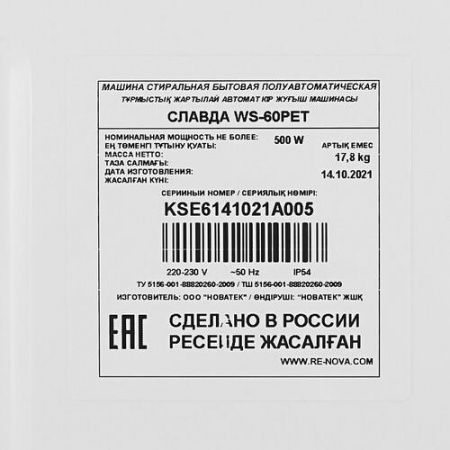 МАШИНА СТИРАЛЬНАЯ БЫТОВАЯ ПОЛУАВТОМАТИЧЕСКАЯ
ТҰРМЫСТЫҚ ЖАРТЫЛАЙ АВТОМАТ КІР ЖУҒЫШ МАШИНАСЫ
СЛАВДА WS-60PET
НОМИНАЛЬНАЯ МОЩНОСТЬ НЕ БОЛЕЕ: 500 W
ЕҢ ТӨМЕНГІ ТҰТЫНУ ҚУАТЫ: АРТЫҚ ЕМЕС
МАССА НЕТТО: 17,8 kg
ТАЗА САЛМАҒЫ:
ДАТА ИЗГОТОВЛЕНИЯ: 14.10.2021
ЖАСАЛҒАН КҮНІ:
СЕРИЙНЫЙ НОМЕР / СЕРИЯЛЫҚ НӨМІРІ:
KSE6141021A005
220-230 V ~50 Hz IP54
ТУ 5156-001-88820260-2009 / ТШ 5156-001-88820260-2009
ИЗГОТОВИТЕЛЬ: ООО "НОВАТЕК" / ӨНДІРУШІ: "НОВАТЕК" ЖШҚ
EAC СДЕЛАНО В РОССИИ
РЕСЕЙДЕ ЖАСАЛҒАН
WWW.RE-NOVA.COM